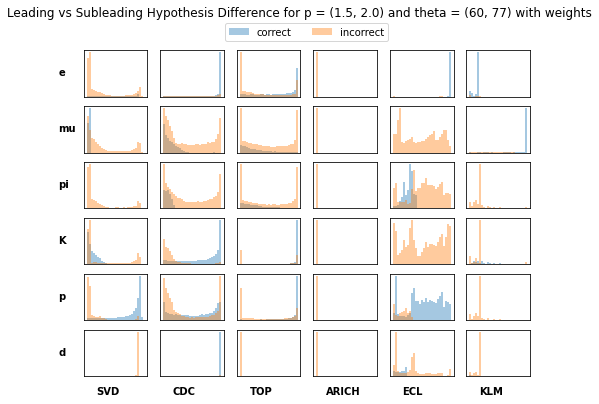 Leading vs Subleading Hypothesis Difference for p = (1.5, 2.0) and theta = (60, 77) with weights
correct incorrect
e
mu
pi
K
p
d
SVD CDC TOP ARICH ECL KLM